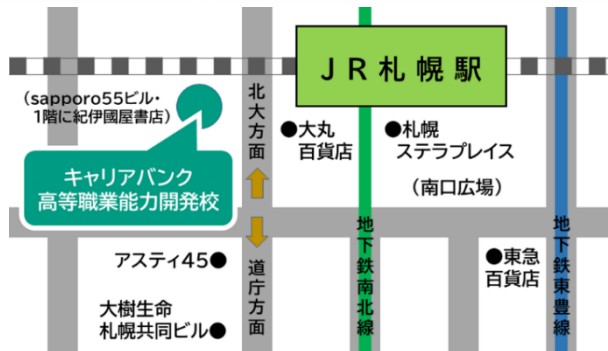 JR札幌駅
(sapporo55ビル・
1階に紀伊國屋書店)
キャリアバンク
高等職業能力開発校
北大方面
●大丸
百貨店
●札幌
ステラプレイス
(南口広場)
アスティ45●
大樹生命
札幌共同ビル●
道庁方面
地下鉄南北線
●東急
百貨店
地下鉄東豊線